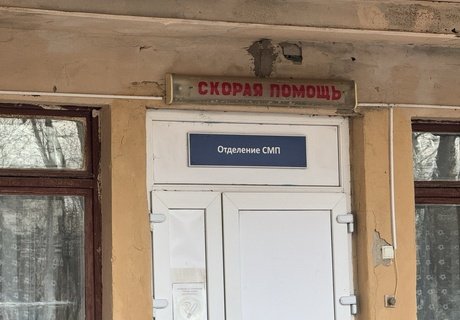 СКОРАЯ ПОМОЩЬ
Отделение СМП